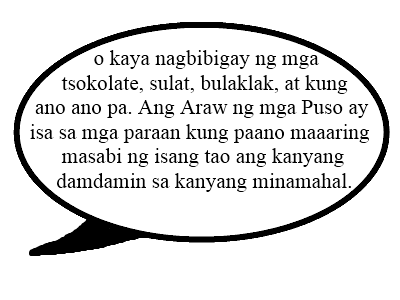 o kaya nagbibigay ng mga
tsokolate, sulat, bulaklak, at kung
ano ano pa. Ang Araw ng mga Puso ay
isa sa mga paraan kung paano maaaring
masabi ng isang tao ang kanyang
damdamin sa kanyang minamahal.